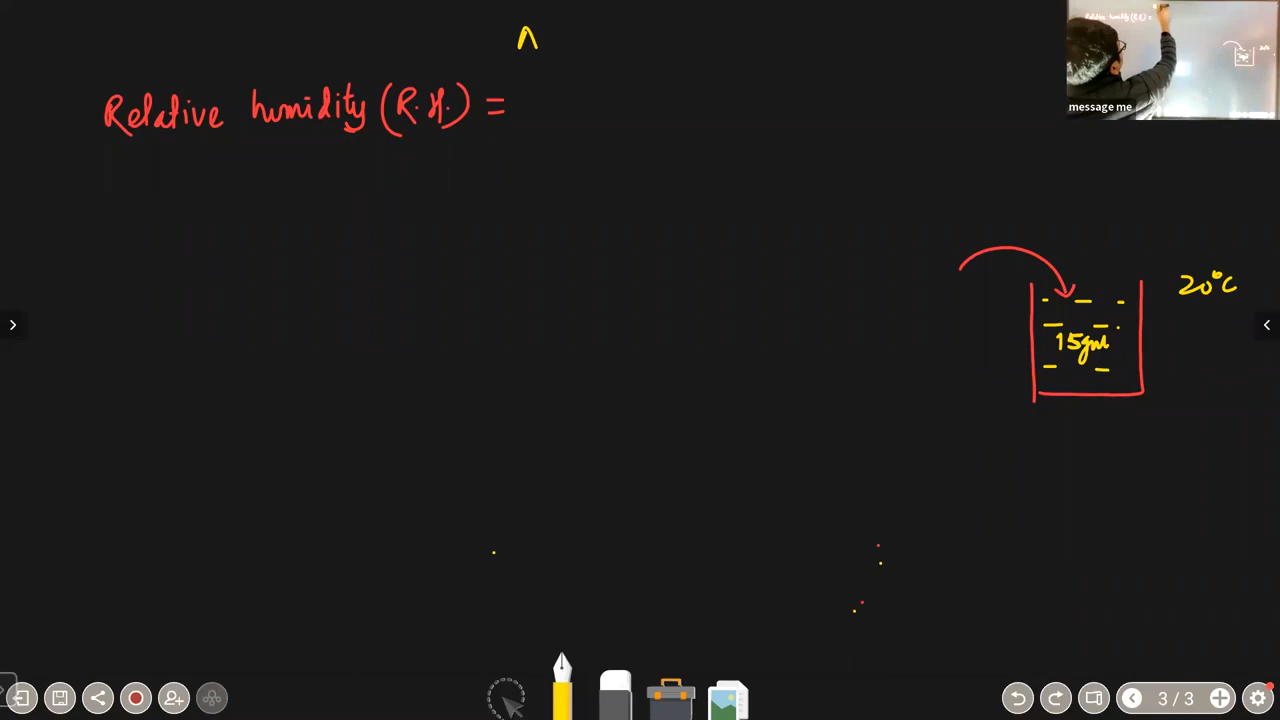 Relative humidity (R.H.) =
20°C
15gm
message me
3/3